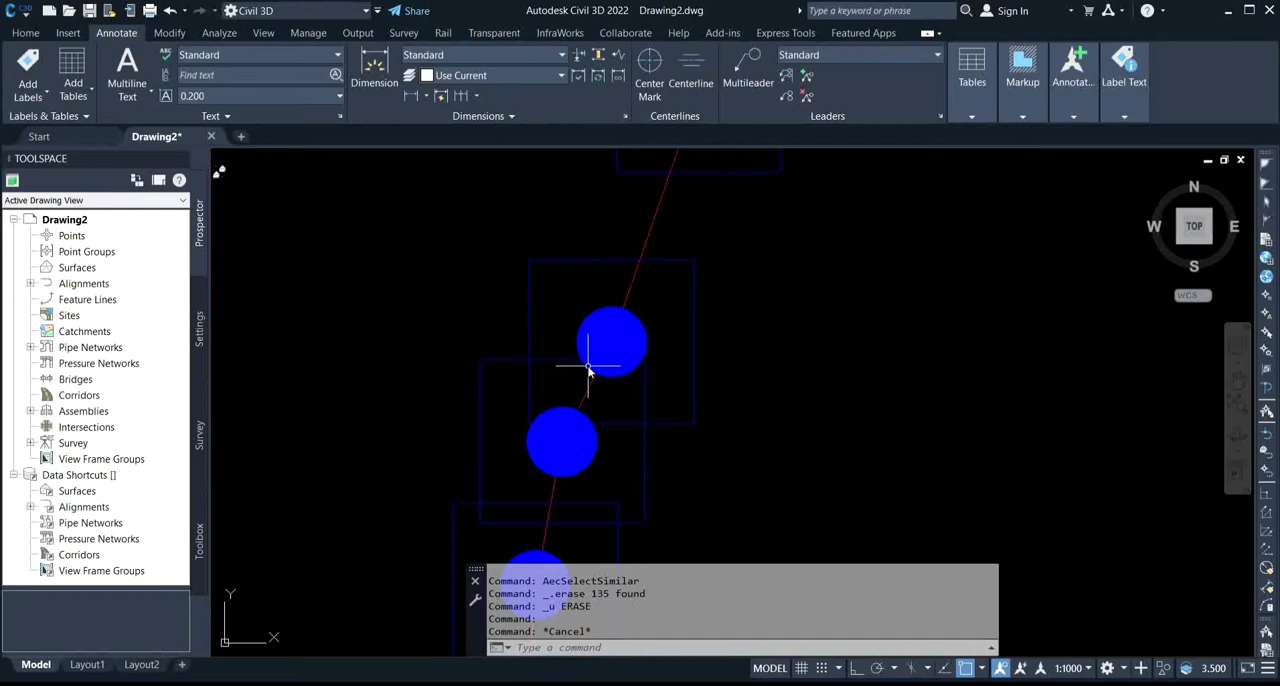 C3D Civil 3D Share Autodesk Civil 3D 2022 Drawing2.dwg Type a keyword or phrase Sign In
Home Insert Annotate Modify Analyze View Manage Output Survey Rail Transparent InfraWorks Collaborate Help Add-ins Express Tools Featured Apps
Add Labels
Add Tables
Labels & Tables
Multiline Text
Standard
Find text
0.200
Text
Dimension
Standard
Use Current
Dimensions
Center Mark
Centerline
Centerlines
Multileader
Standard
Leaders
Tables
Markup
Annotat...
Label Text
Start Drawing2*
TOOLSPACE
Active Drawing View
Drawing2
Points
Point Groups
Surfaces
Alignments
Feature Lines
Sites
Catchments
Pipe Networks
Pressure Networks
Bridges
Corridors
Assemblies
Intersections
Survey
View Frame Groups
Data Shortcuts []
Surfaces
Alignments
Pipe Networks
Pressure Networks
Corridors
View Frame Groups
Prospector
Settings
Survey
Toolbox
N
W TOP E
S
WCS
Command: AecSelectSimilar
Command: _.erase 135 found
Command: _u ERASE
Command:
Command: *Cancel*
Type a command
Y
X
Model Layout1 Layout2 MODEL 1:1000 3.500